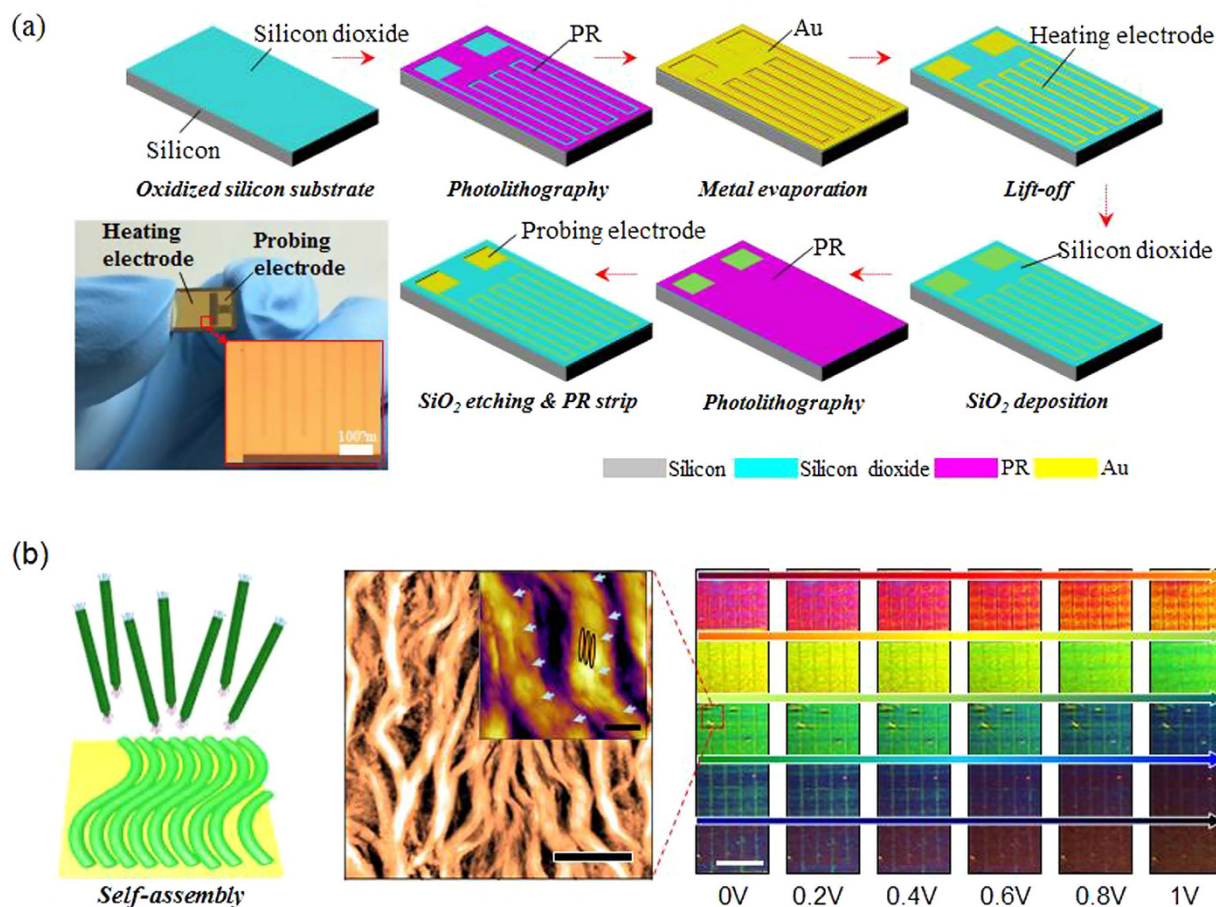 (a)
Silicon dioxide
PR
Au
Heating electrode
Silicon
Oxidized silicon substrate
Photolithography
Metal evaporation
Lift-off
Heating
electrode
Probing
electrode
100?m
Probing electrode
PR
Silicon dioxide
SiO2 etching & PR strip
Photolithography
SiO2 deposition
Silicon
Silicon dioxide
PR
Au
(b)
Self-assembly
0V
0.2V
0.4V
0.6V
0.8V
1V